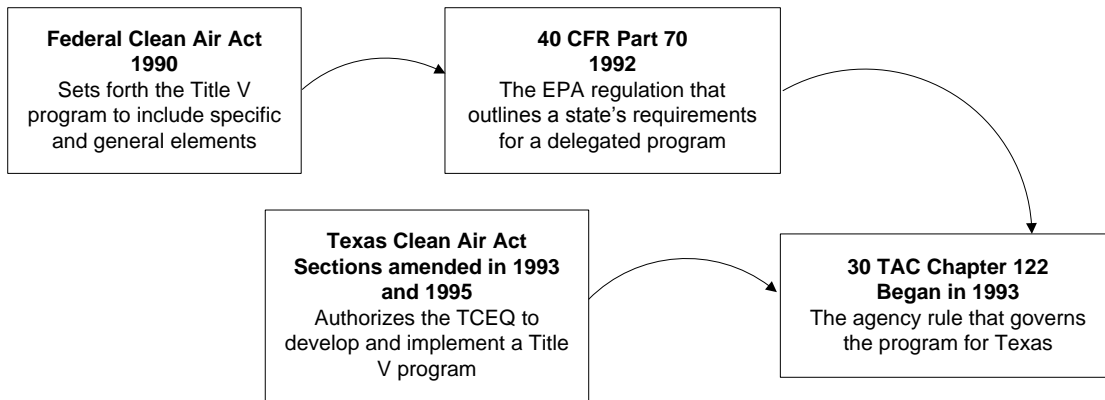 Federal Clean Air Act
1990
Sets forth the Title V
program to include specific
and general elements
40 CFR Part 70
1992
The EPA regulation that
outlines a state’s requirements
for a delegated program
Texas Clean Air Act
Sections amended in 1993
and 1995
Authorizes the TCEQ to
develop and implement a Title
V program
30 TAC Chapter 122
Began in 1993
The agency rule that governs
the program for Texas